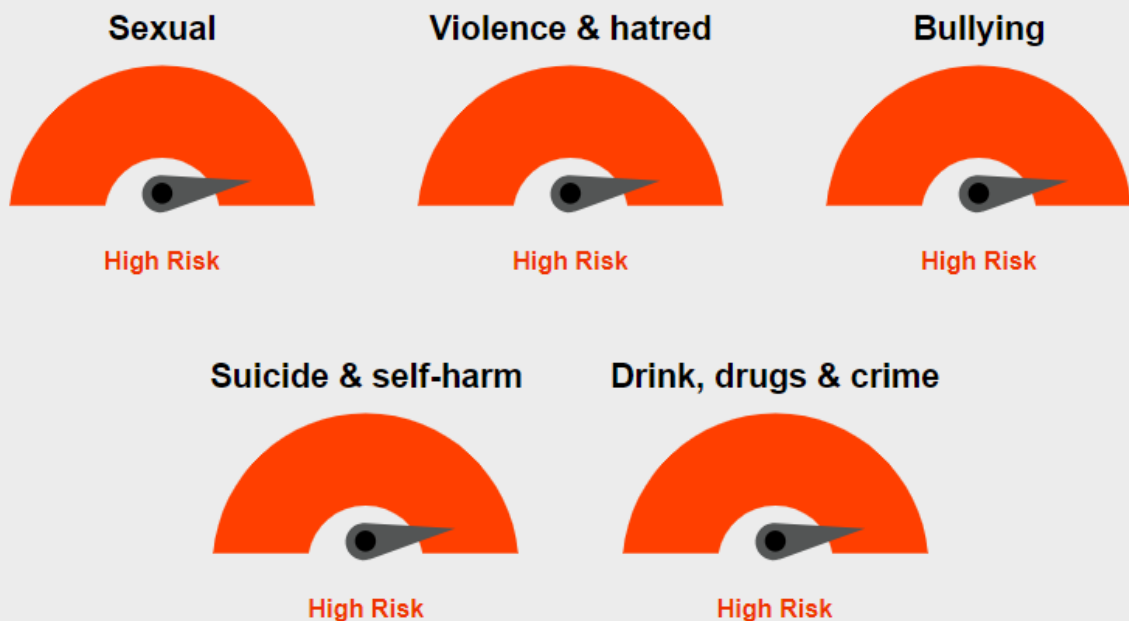 Sexual
Violence & hatred
Bullying
High Risk
High Risk
High Risk
Suicide & self-harm
Drink, drugs & crime
High Risk
High Risk